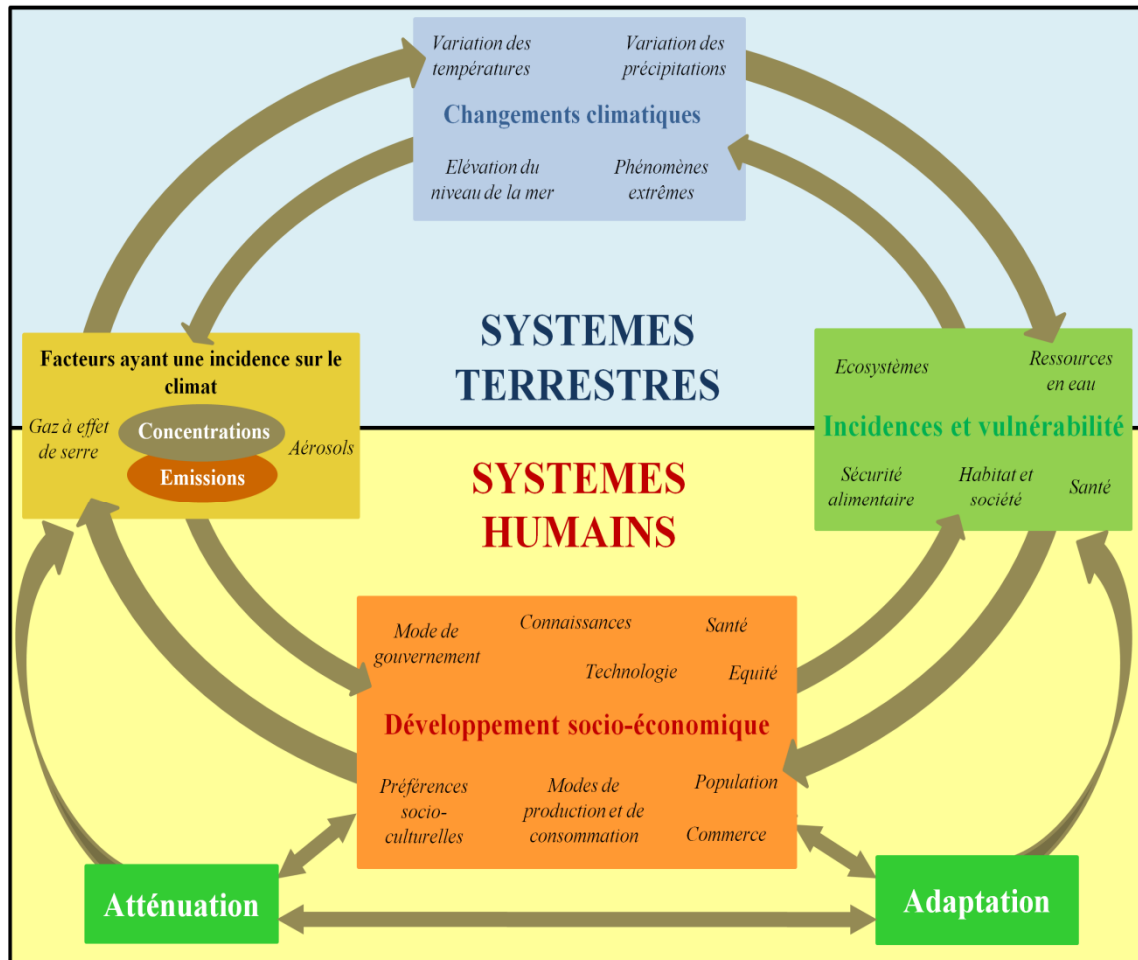 Variation des
températures
Variation des
précipitations
Changements climatiques
Elévation du
niveau de la mer
Phénomènes
extrêmes
SYSTEMES
TERRESTRES
Facteurs ayant une incidence sur le
climat
Gaz à effet
de serre
Concentrations
Emissions
Aérosols
Ecosystèmes
Ressources
en eau
Incidences et vulnérabilité
Sécurité
alimentaire
Habitat et
société
Santé
SYSTEMES
HUMAINS
Mode de
gouvernement
Connaissances
Santé
Technologie
Equité
Développement socio-économique
Préférences
socio-
culturelles
Modes de
production et de
consommation
Population
Commerce
Atténuation
Adaptation